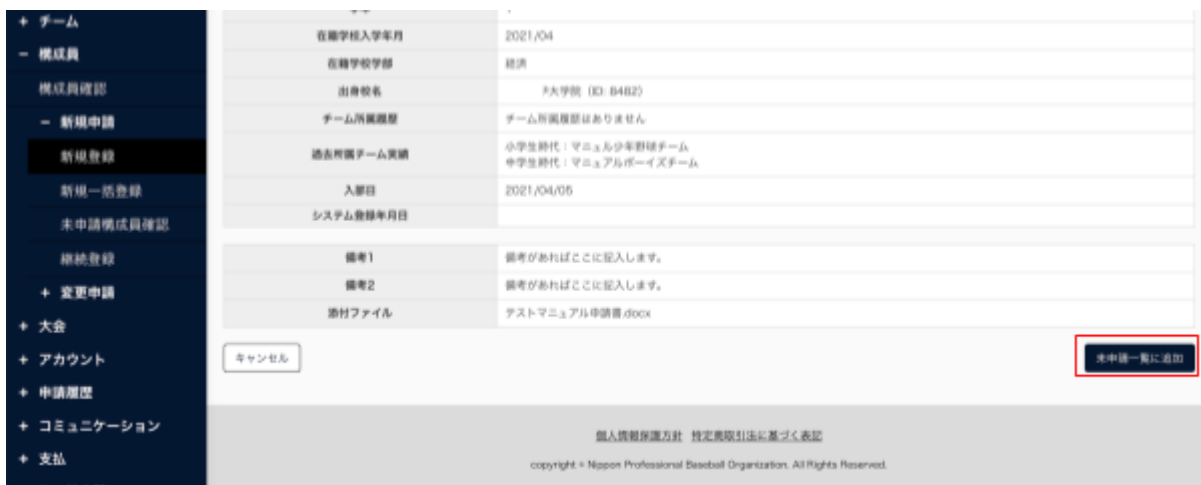 + チーム
− 構成員
構成員確認
− 新規申請
新規登録
新規一括登録
未申請構成員確認
継続登録
+ 変更申請
+ 大会
+ アカウント
+ 申請履歴
+ コミュニケーション
+ 支払
在籍学校入学年月 2021/04
在籍学校学部 経済
出身校名 大学院（ID: 8482）
チーム所属履歴 チーム所属履歴はありません
過去所属チーム実績 小学生時代：マニュル少年野球チーム
中学生時代：マニュアルボーイズチーム
入部日 2021/04/05
システム登録年月日
備考1 備考があればここに記入します。
備考2 備考があればここに記入します。
添付ファイル テストマニュアル申請書.docx
キャンセル 未申請一覧に追加
個人情報保護方針 特定商取引法に基づく表記
copyright © Nippon Professional Baseball Organization. All Rights Reserved.